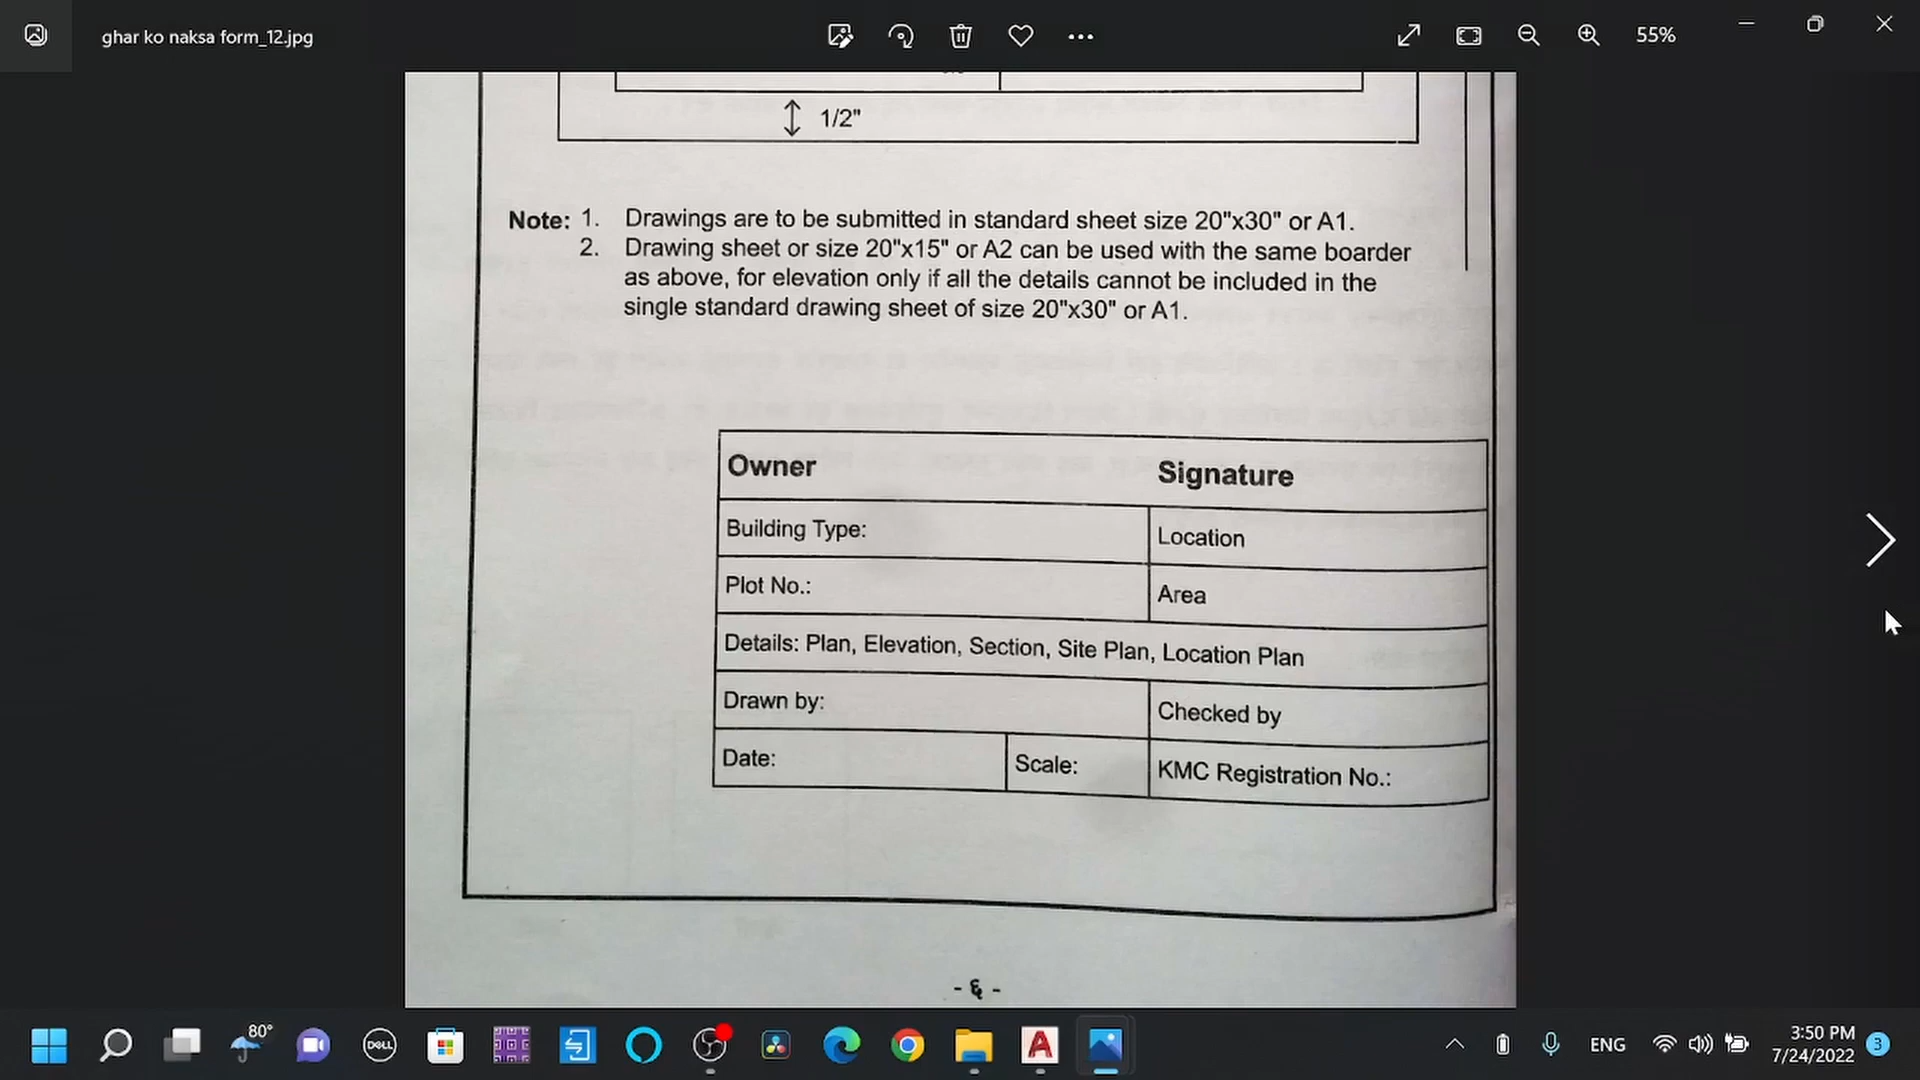 ghar ko naksa form_12.jpg
55%
1/2"
Note: 1. Drawings are to be submitted in standard sheet size 20"x30" or A1.
2. Drawing sheet or size 20"x15" or A2 can be used with the same boarder
as above, for elevation only if all the details cannot be included in the
single standard drawing sheet of size 20"x30" or A1.
Owner Signature
Building Type: Location
Plot No.: Area
Details: Plan, Elevation, Section, Site Plan, Location Plan
Drawn by: Checked by
Date: Scale: KMC Registration No.:
- ६ -
80°
DELL
ENG
3:50 PM
7/24/2022
3